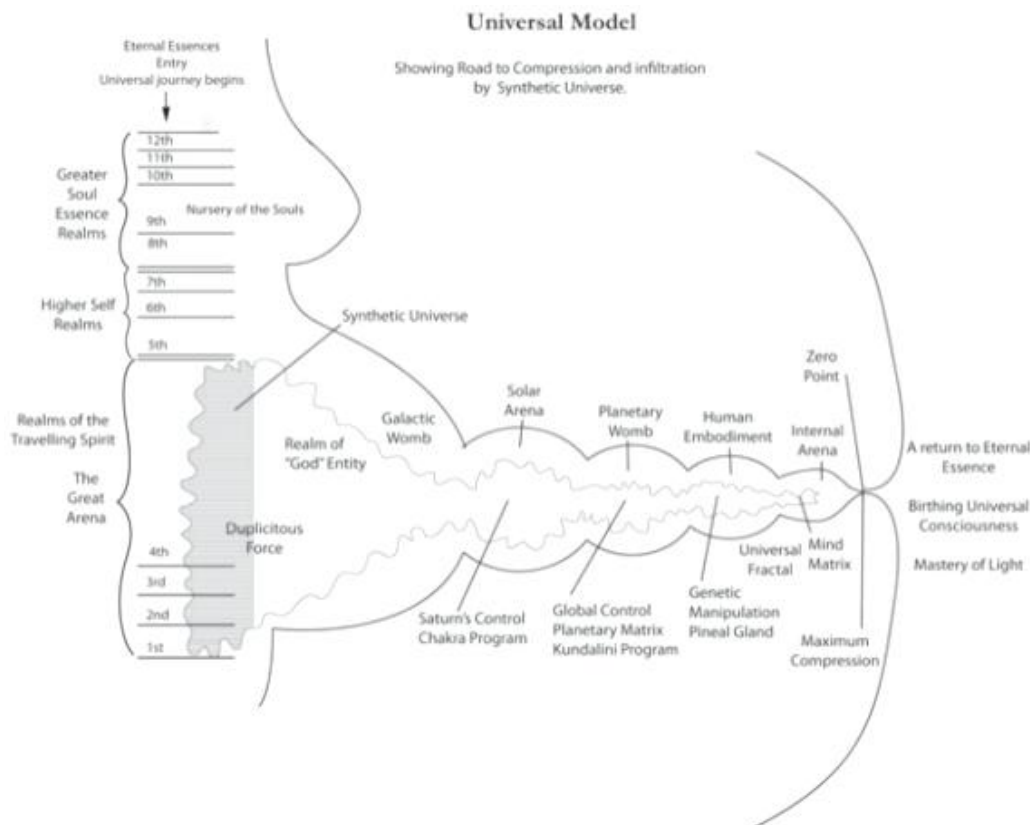 Universal Model
Showing Road to Compression and infiltration
by Synthetic Universe.
Eternal Essences
Entry
Universal journey begins
12th
11th
10th
9th
8th
7th
6th
5th
4th
3rd
2nd
1st
Greater
Soul
Essence
Realms
Nursery of the Souls
Higher Self
Realms
Synthetic Universe
Realms of the
Travelling Spirit
The
Great
Arena
Realm of
"God" Entity
Duplicitous
Force
Galactic
Womb
Solar
Arena
Planetary
Womb
Human
Embodiment
Internal
Arena
Zero
Point
A return to Eternal
Essence
Birthing Universal
Consciousness
Mastery of Light
Saturn's Control
Chakra Program
Global Control
Planetary Matrix
Kundalini Program
Genetic
Manipulation
Pineal Gland
Universal
Fractal
Mind
Matrix
Maximum
Compression